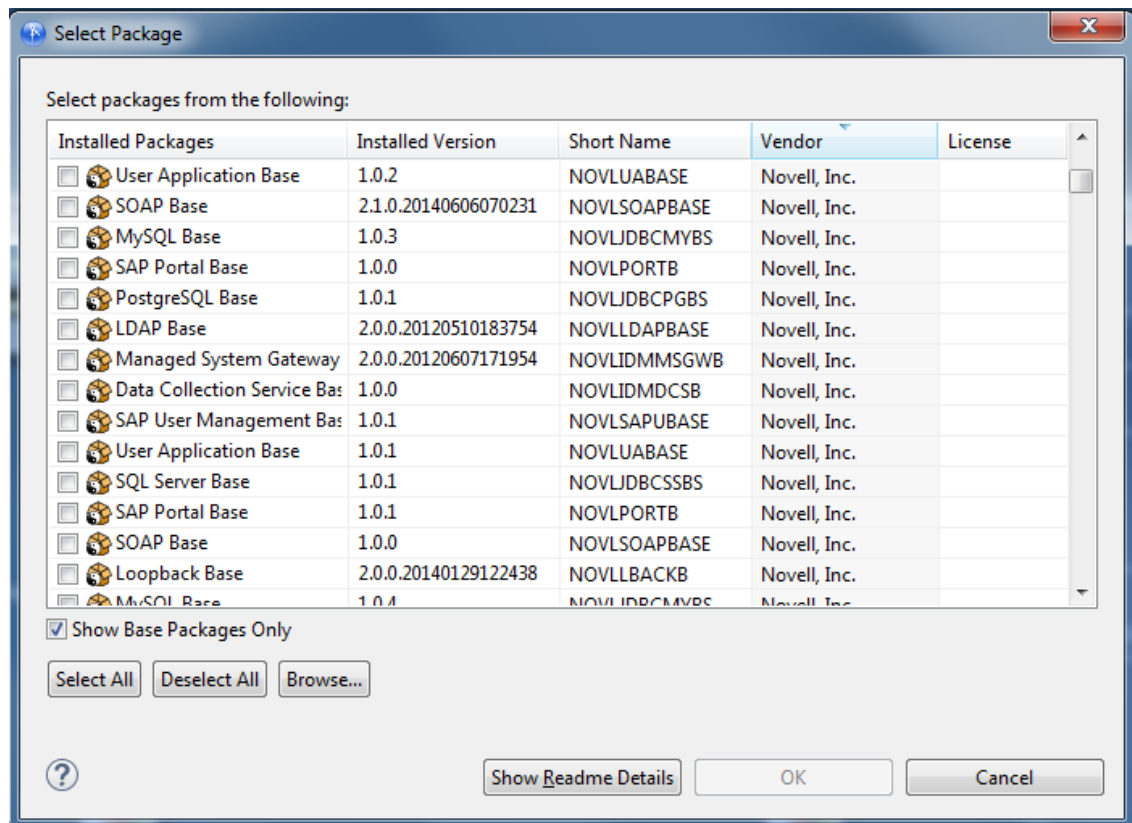 Select Package
Select packages from the following:
Installed Packages Installed Version Short Name Vendor License
User Application Base 1.0.2 NOVLUABASE Novell, Inc.
SOAP Base 2.1.0.20140606070231 NOVLSOAPBASE Novell, Inc.
MySQL Base 1.0.3 NOVLJDBCMYBS Novell, Inc.
SAP Portal Base 1.0.0 NOVLPORTB Novell, Inc.
PostgreSQL Base 1.0.1 NOVLJDBCPGBS Novell, Inc.
LDAP Base 2.0.0.20120510183754 NOVLLDAPBASE Novell, Inc.
Managed System Gateway 2.0.0.20120607171954 NOVLIDMMSGWB Novell, Inc.
Data Collection Service Bas 1.0.0 NOVLIDMDCSB Novell, Inc.
SAP User Management Bas 1.0.1 NOVLSAPUBASE Novell, Inc.
User Application Base 1.0.1 NOVLUABASE Novell, Inc.
SQL Server Base 1.0.1 NOVLJDBCSSBS Novell, Inc.
SAP Portal Base 1.0.1 NOVLPORTB Novell, Inc.
SOAP Base 1.0.0 NOVLSOAPBASE Novell, Inc.
Loopback Base 2.0.0.20140129122438 NOVLLBACKB Novell, Inc.
MySQL Base 1.0.4 NOVLJDBCMYBS Novell, Inc.
Show Base Packages Only
Select All Deselect All Browse...
? Show Readme Details OK Cancel